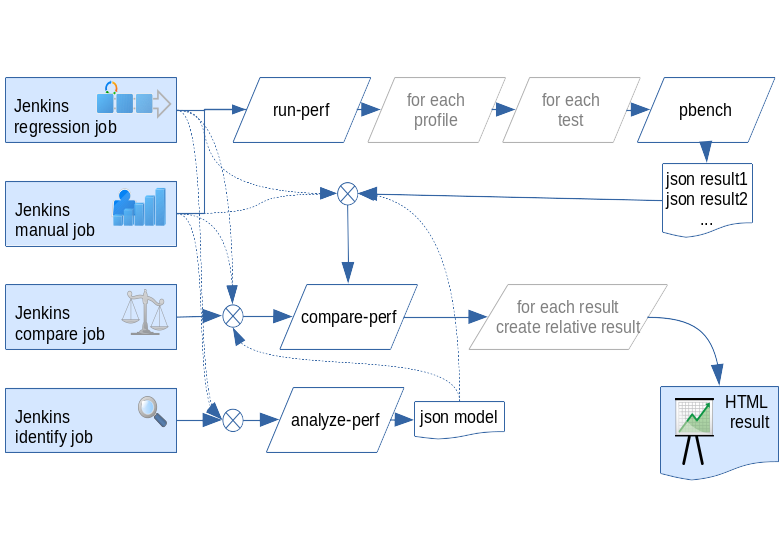 Jenkins
regression job
run-perf
for each
profile
for each
test
pbench
json result1
json result2
...
Jenkins
manual job
Jenkins
compare job
compare-perf
for each result
create relative result
Jenkins
identify job
analyze-perf
json model
HTML
result